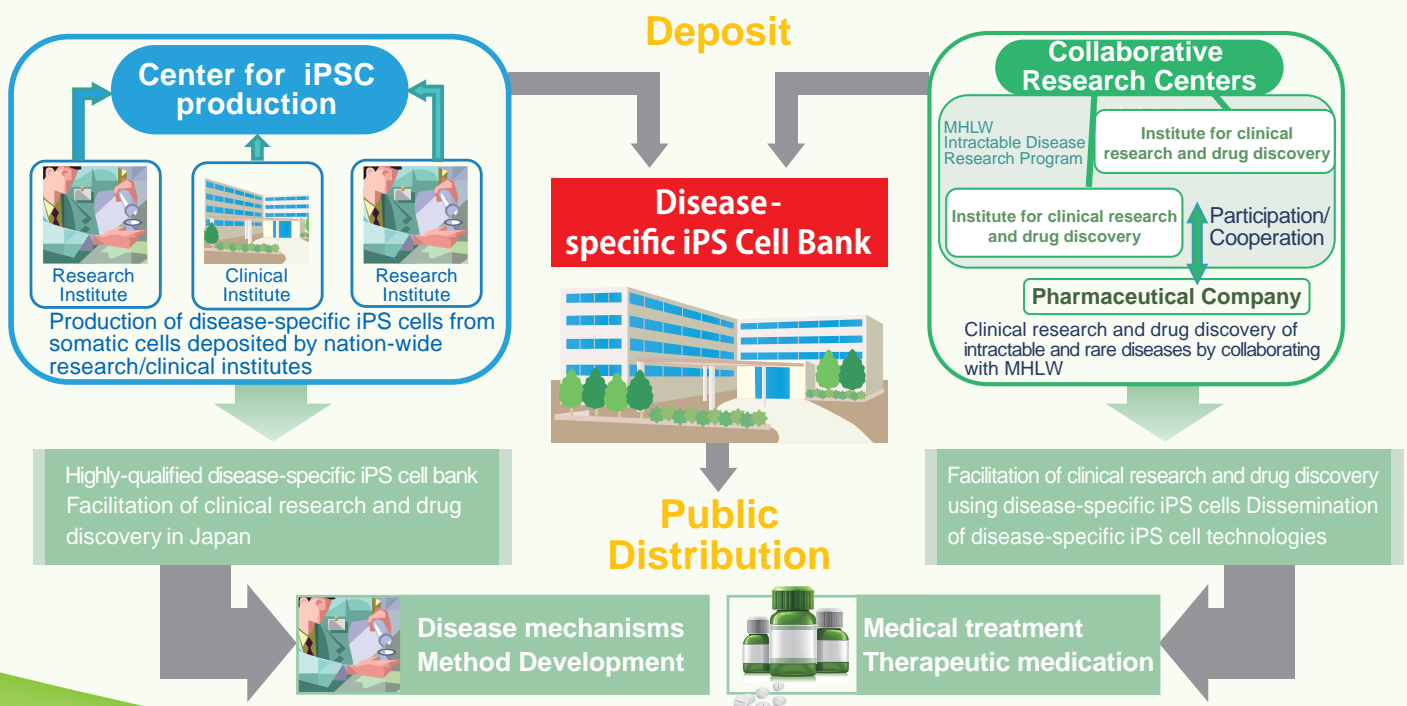 Deposit
Center for iPSC
production
Research
Institute
Clinical
Institute
Research
Institute
Production of disease-specific iPS cells from
somatic cells deposited by nation-wide
research/clinical institutes
Disease-
specific iPS Cell Bank
Collaborative
Research Centers
MHLW
Intractable Disease
Research Program
Institute for clinical
research and drug discovery
Institute for clinical research
and drug discovery
Participation/
Cooperation
Pharmaceutical Company
Clinical research and drug discovery of
intractable and rare diseases by collaborating
with MHLW
Highly-qualified disease-specific iPS cell bank
Facilitation of clinical research and drug
discovery in Japan
Public
Distribution
Facilitation of clinical research and drug discovery
using disease-specific iPS cells Dissemination
of disease-specific iPS cell technologies
Disease mechanisms
Method Development
Medical treatment
Therapeutic medication